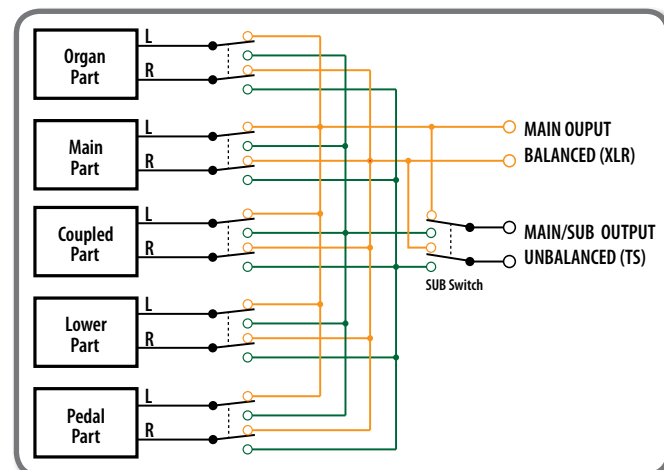 Organ
Part
L
R
Main
Part
L
R
Coupled
Part
L
R
Lower
Part
L
R
Pedal
Part
L
R
MAIN OUPUT
BALANCED (XLR)
MAIN/SUB OUTPUT
UNBALANCED (TS)
SUB Switch